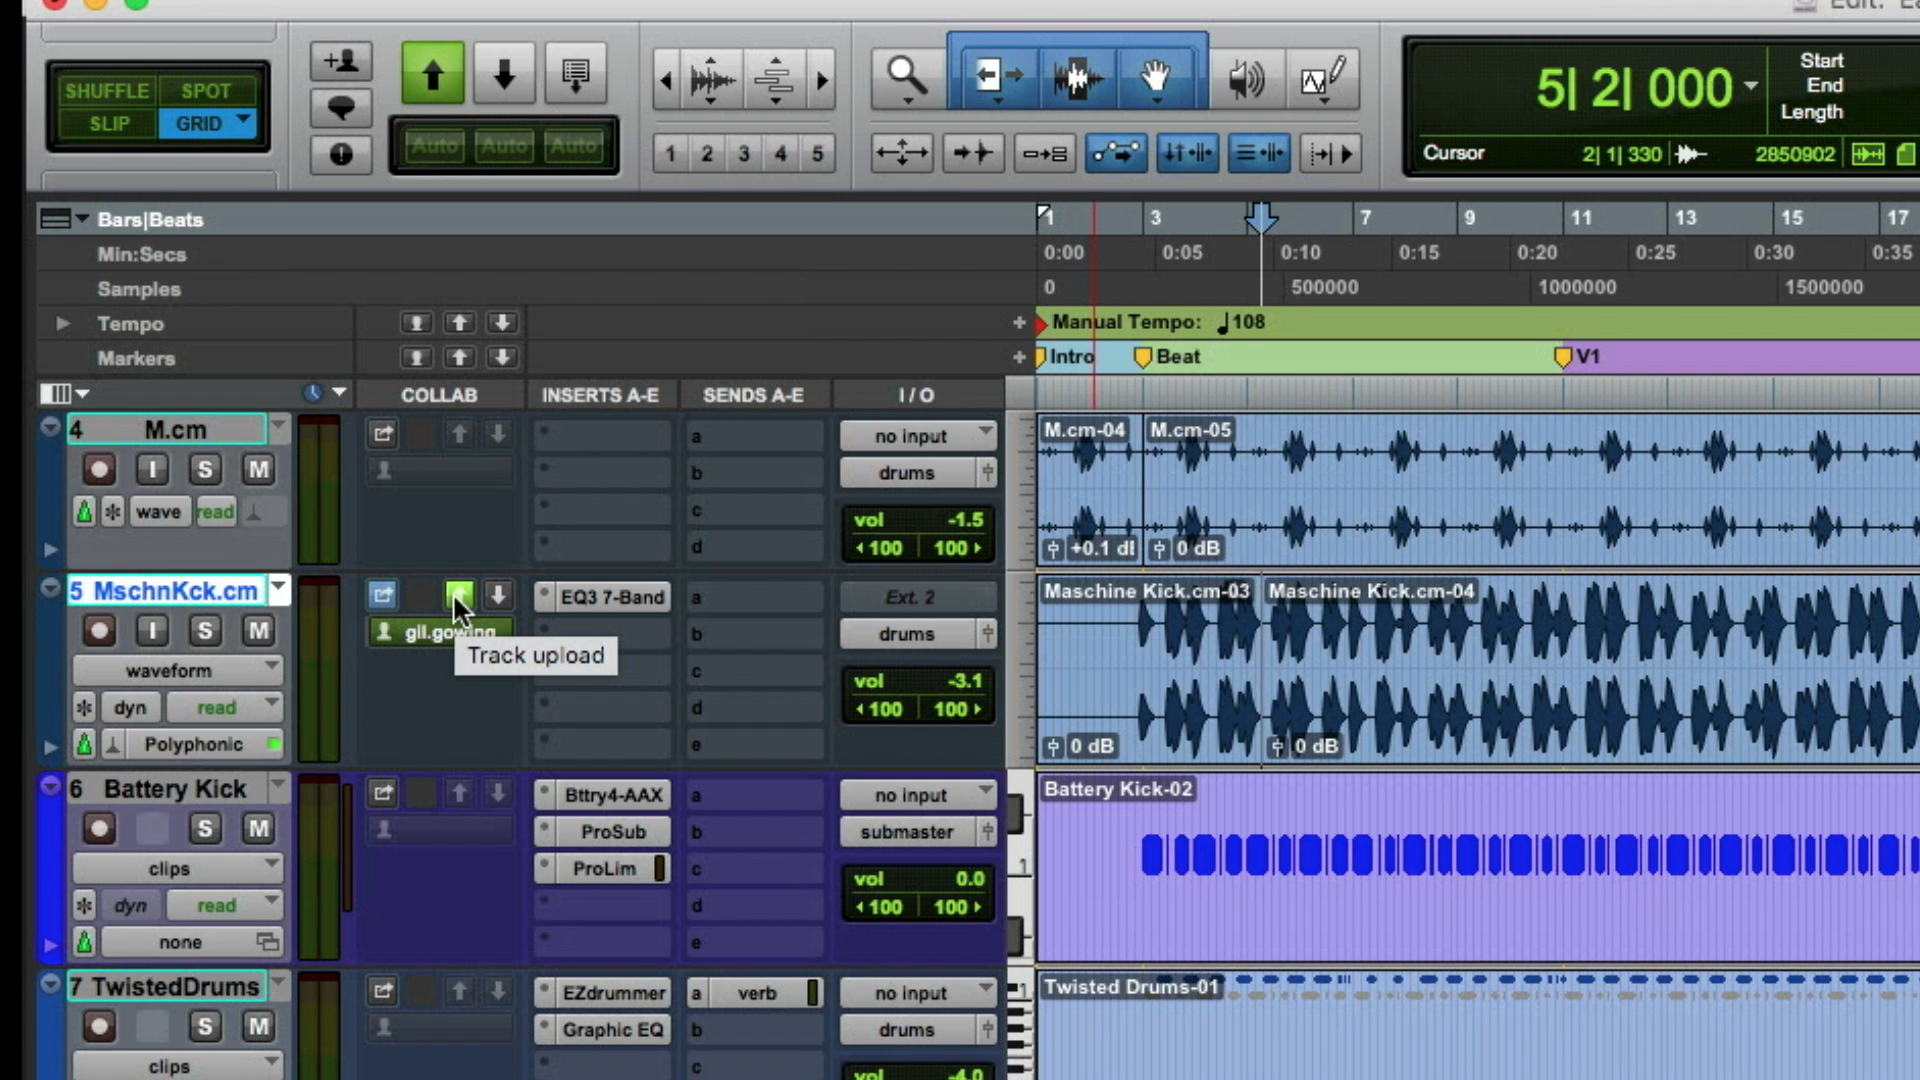 Edit:
SHUFFLE SPOT
SLIP GRID
Auto Auto Auto
1 2 3 4 5
5| 2| 000
Start
End
Length
Cursor 2| 1| 330 2850902
Bars|Beats 1 3 7 9 11 13 15 17
Min:Secs 0:00 0:05 0:10 0:15 0:20 0:25 0:30 0:35
Samples 0 500000 1000000 1500000
Tempo + Manual Tempo: ♩108
Markers + Intro Beat V1
COLLAB INSERTS A-E SENDS A-E I / O
4 M.cm
I S M
wave read
a
b
c
d
no input
drums
vol -1.5
100 100
M.cm-04 M.cm-05
+0.1 dB 0 dB
5 MschnKck.cm
I S M
waveform
dyn read
Polyphonic
gil.gowing
Track upload
EQ3 7-Band
a
b
c
d
e
Ext. 2
drums
vol -3.1
100 100
Maschine Kick.cm-03 Maschine Kick.cm-04
0 dB 0 dB
6 Battery Kick
S M
clips
dyn read
none
Bttry4-AAX
ProSub
ProLim
a
b
c
d
e
no input
submaster
vol 0.0
100 100
1
Battery Kick-02
7 TwistedDrums
S M
clips
EZdrummer
Graphic EQ
a verb
b
c
no input
drums
vol -4.0
1
Twisted Drums-01